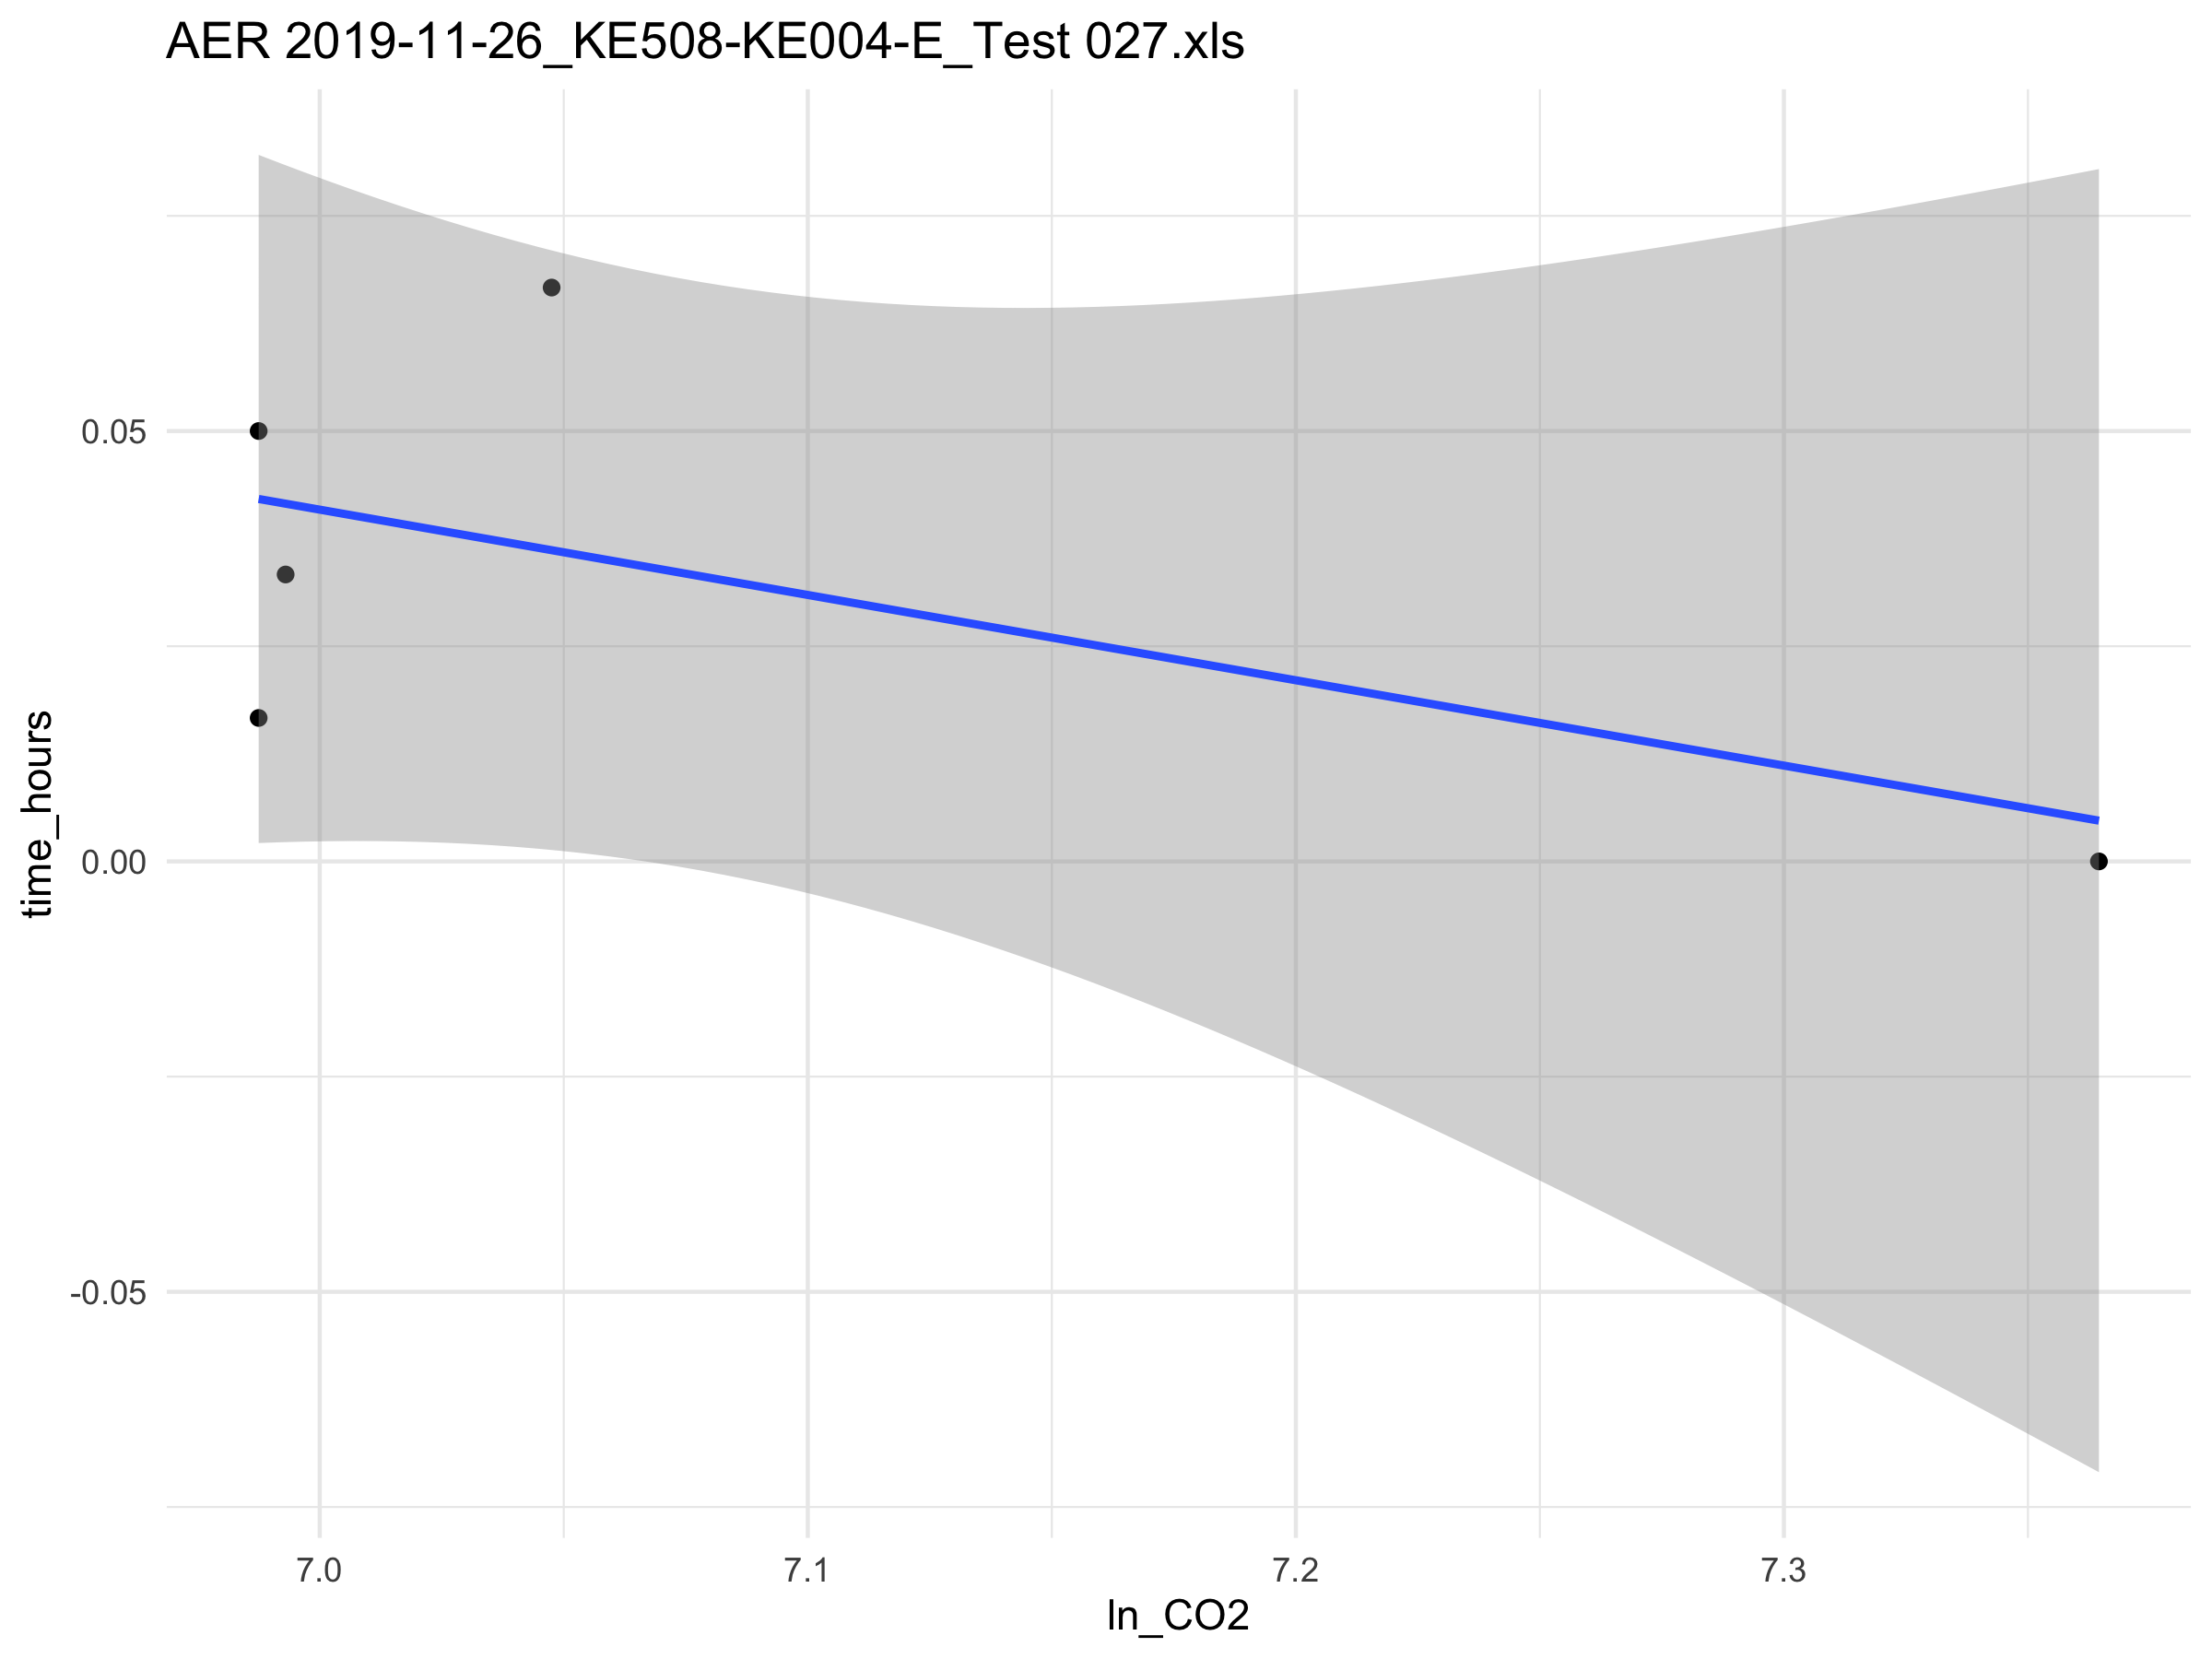 AER 2019-11-26_KE508-KE004-E_Test 027.xls
time_hours
0.05
0.00
-0.05
7.0 7.1 7.2 7.3
ln_CO2